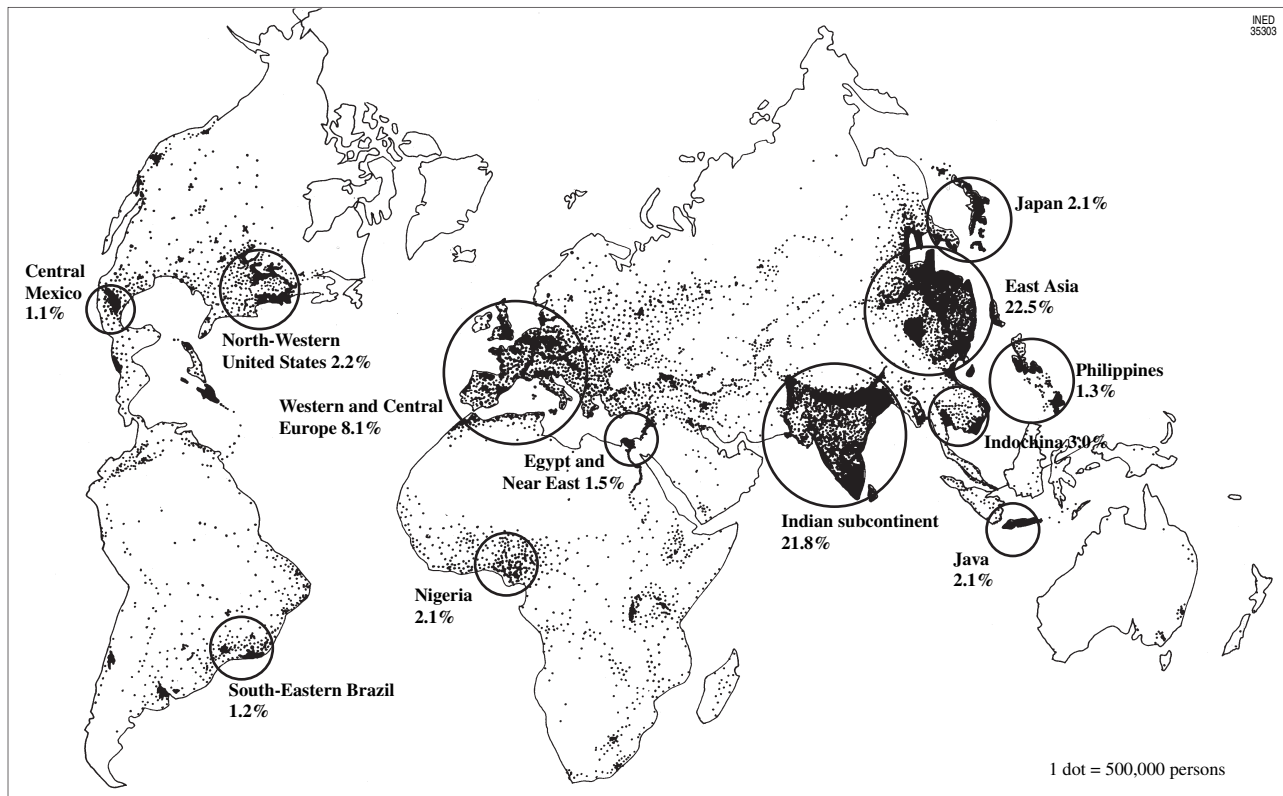 INED
35303
Japan 2.1%
Central
Mexico
1.1%
East Asia
22.5%
North-Western
United States 2.2%
Philippines
1.3%
Western and Central
Europe 8.1%
Indochina 3.0%
Egypt and
Near East 1.5%
Indian subcontinent
21.8%
Java
2.1%
Nigeria
2.1%
South-Eastern Brazil
1.2%
1 dot = 500,000 persons